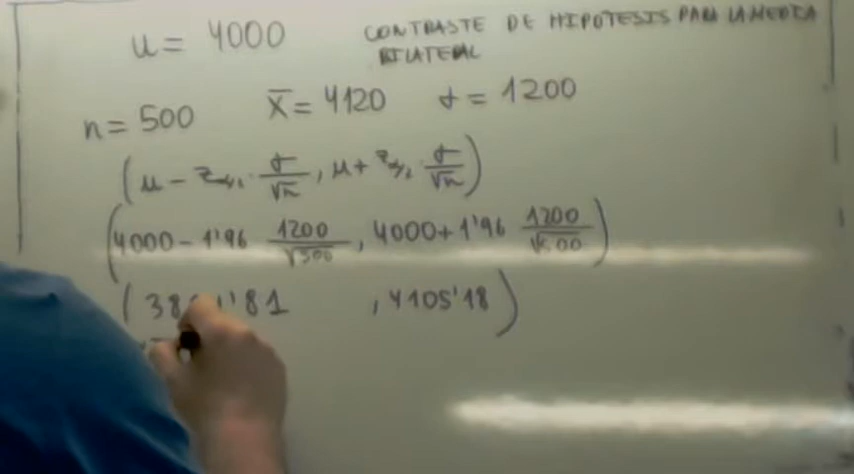 μ = 4000 CONTRASTE DE HIPOTESIS PARA LA MEDIA
BILATERAL
n = 500 x̄ = 4120 σ = 1200
(μ - Zα/2 · σ/√n, μ + Zα/2 · σ/√n)
(4000 - 1'96 1200/√500, 4000 + 1'96 1200/√500)
( '81 , 4105'18)